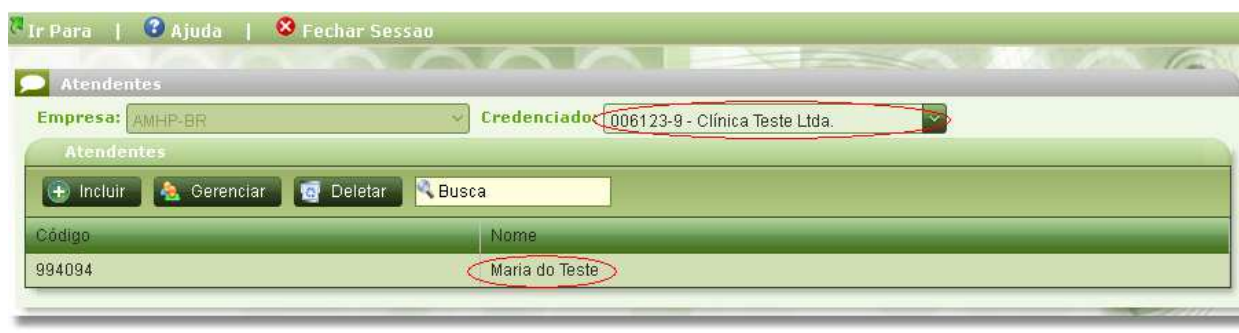 Ir Para | Ajuda | Fechar Sessao
Atendentes
Empresa: AMHP-BR Credenciado: 006123-9 - Clínica Teste Ltda.
Atendentes
Incluir Gerenciar Deletar Busca
Código Nome
994094 Maria do Teste